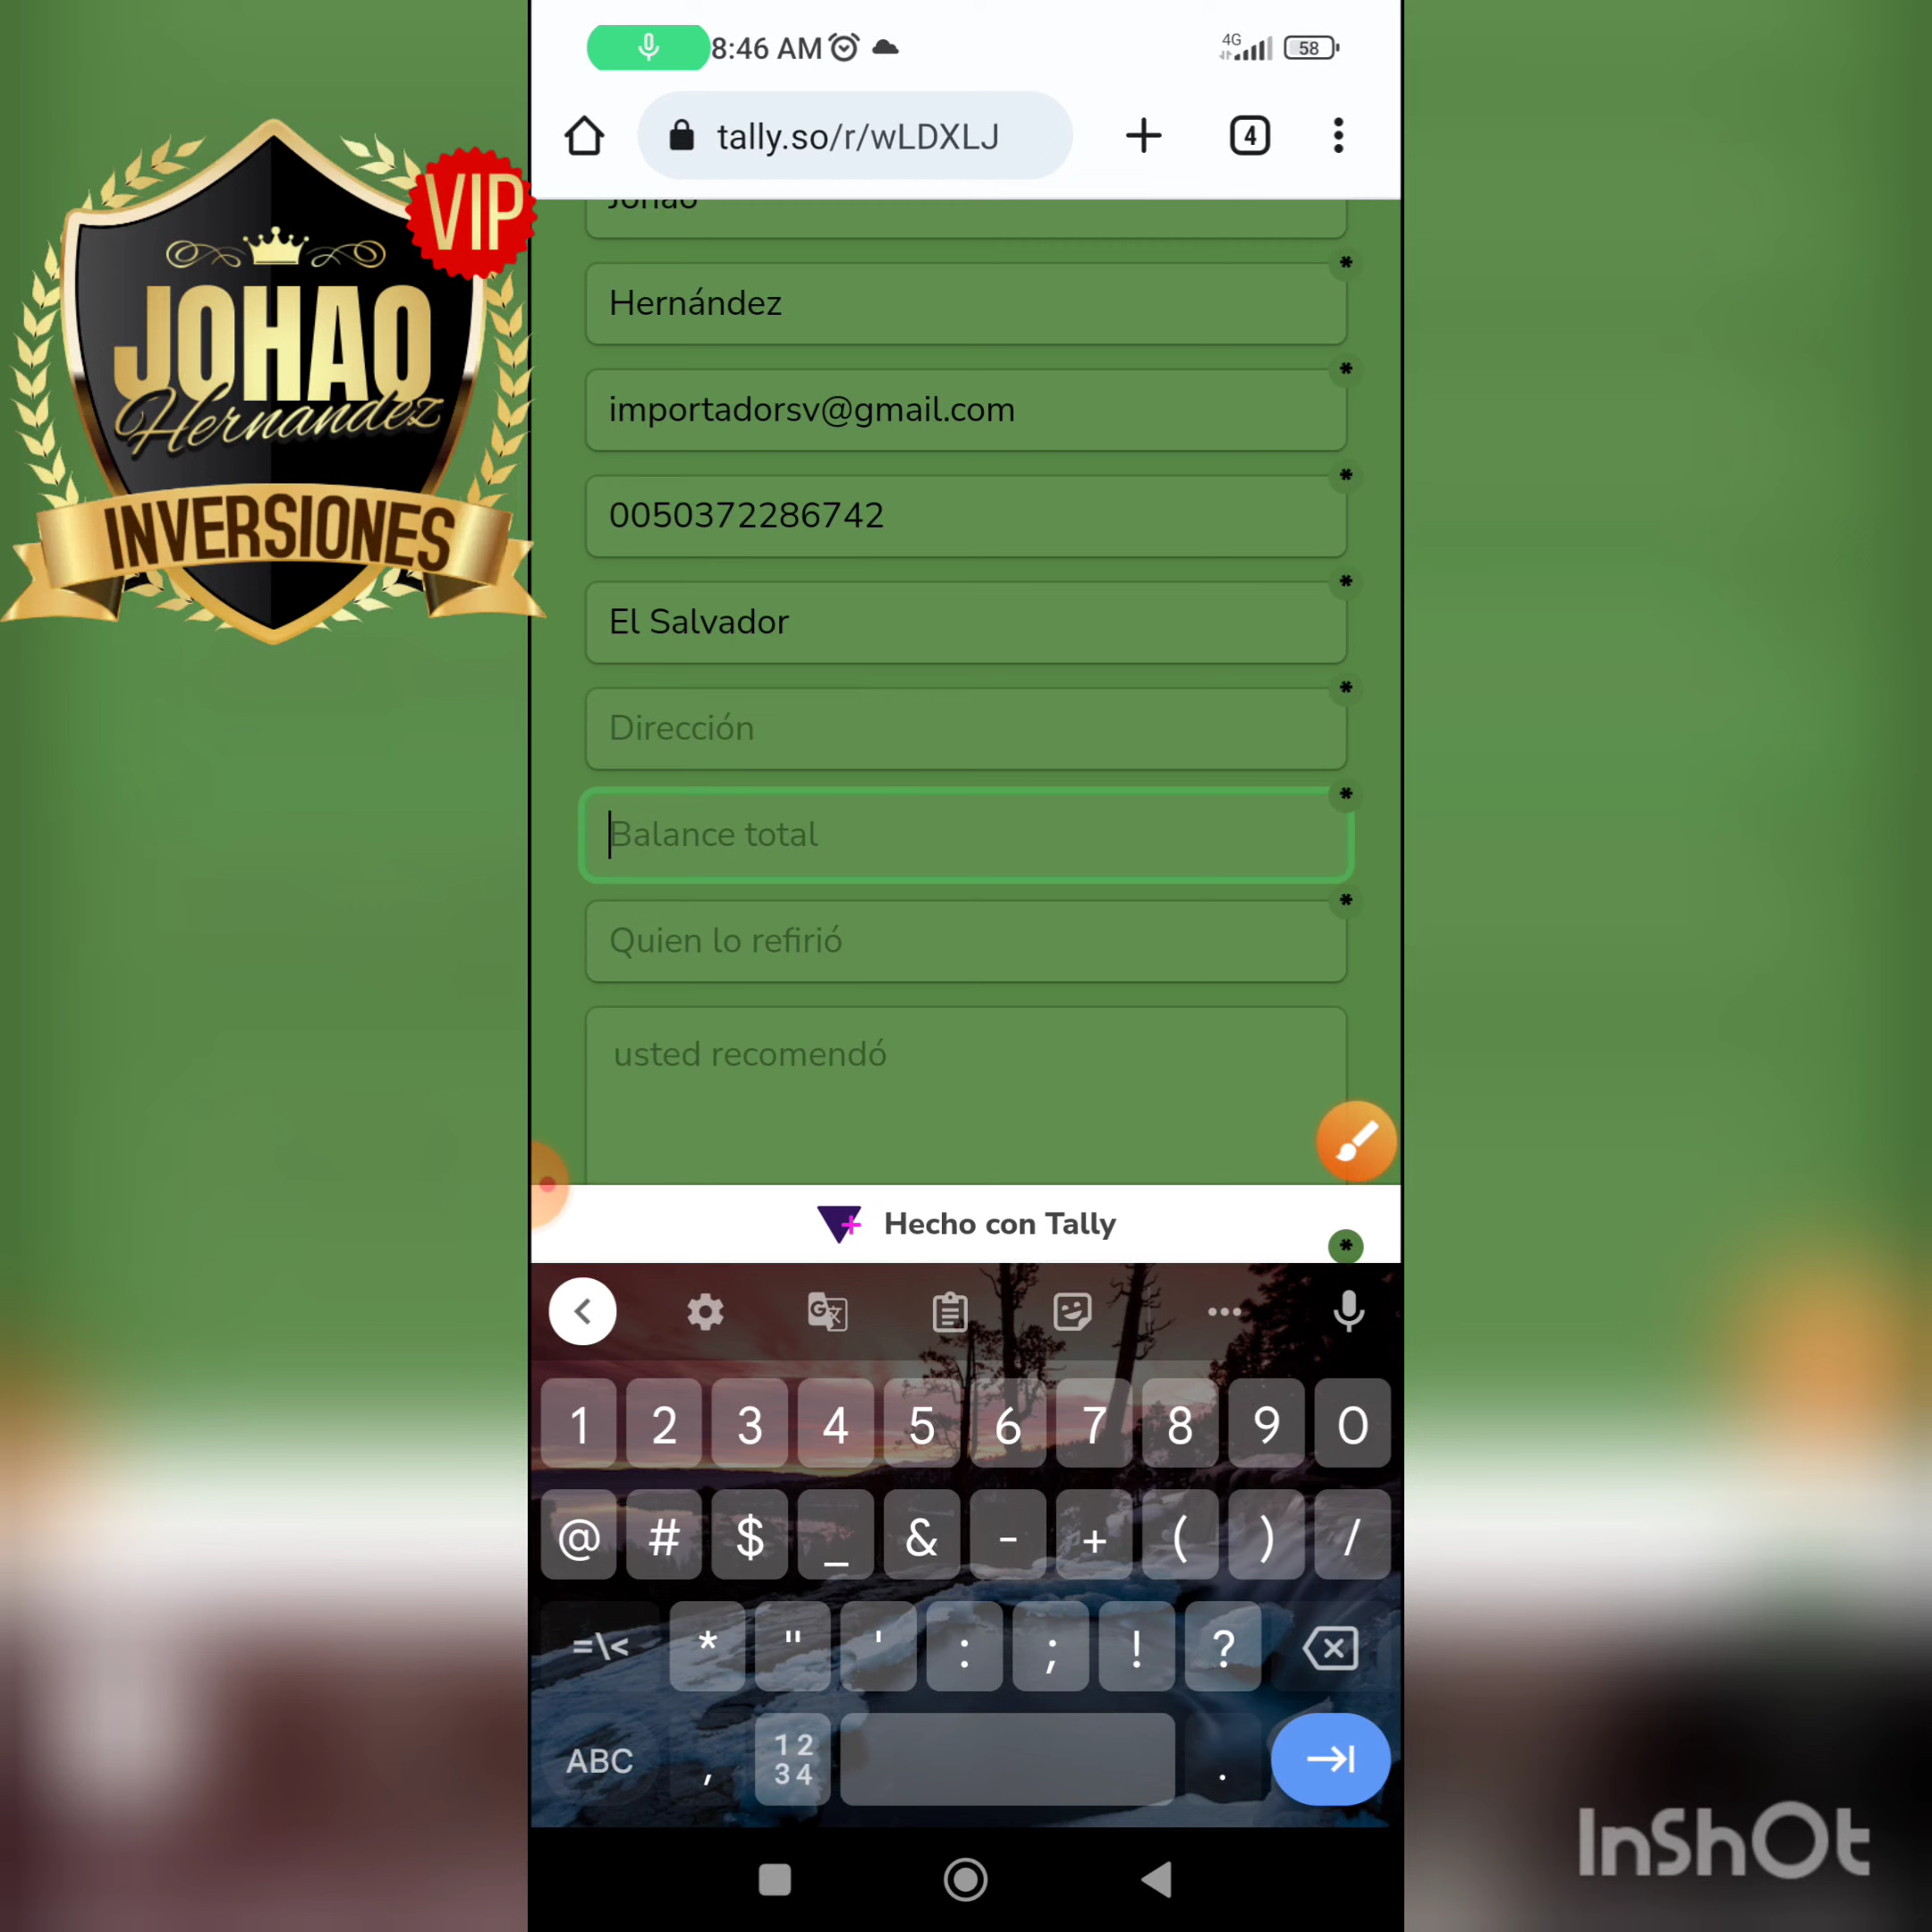 8:46 AM
4G
58
tally.so/r/wLDXLJ
4
VIP
JOHAO
Hernandez
INVERSIONES
Johao
*
Hernández
*
importadorsv@gmail.com
*
0050372286742
*
El Salvador
*
Dirección
*
Balance total
*
Quien lo refirió
usted recomendó
Hecho con Tally
*
1 2 3 4 5 6 7 8 9 0
@ # $ _ & - + ( ) /
=\< * " ' : ; ! ?
ABC , 12 34 .
InShOt